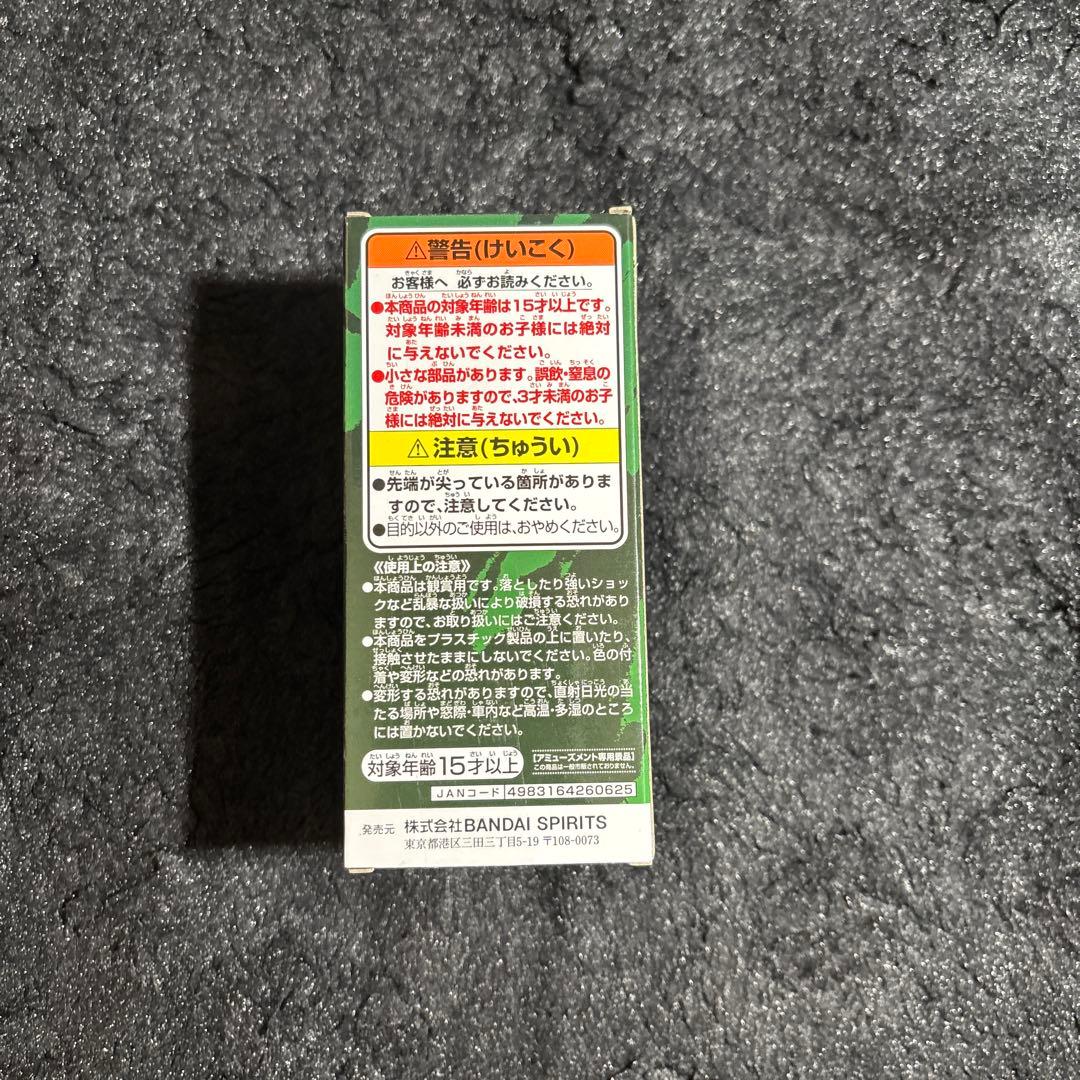 ⚠警告(けいこく)
お客様へ 必ずお読みください。
●本商品の対象年齢は15才以上です。
対象年齢未満のお子様には絶対
に与えないでください。
●小さな部品があります。誤飲・窒息の
危険がありますので、3才未満のお子
様には絶対に与えないでください。
⚠注意(ちゅうい)
●先端が尖っている箇所がありま
すので、注意してください。
●目的以外のご使用は、おやめください。
《使用上の注意》
●本商品は観賞用です。落としたり強いショッ
クなど乱暴な扱いにより破損する恐れがあり
ますので、お取り扱いにはご注意ください。
●本商品をプラスチック製品の上に置いたり、
接触させたままにしないでください。色の付
着や変形などの恐れがあります。
●変形する恐れがありますので、直射日光の当
たる場所や窓際・車内など高温・多湿のところ
には置かないでください。
対象年齢15才以上
【アミューズメント専用景品】
この商品は一般市販されておりません。
JANコード 4983164260625
発売元 株式会社BANDAI SPIRITS
東京都港区三田三丁目5-19 〒108-0073